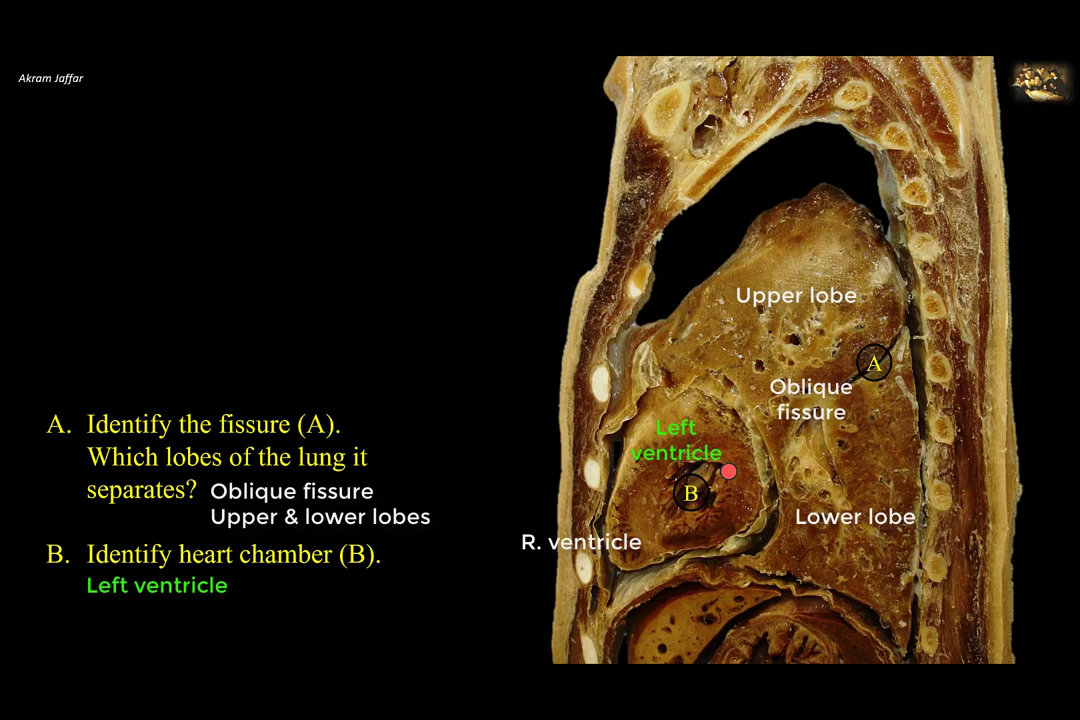 Akram Jaffar
A. Identify the fissure (A).
Which lobes of the lung it
separates? Oblique fissure
Upper & lower lobes
B. Identify heart chamber (B).
Left ventricle
Upper lobe
A
Oblique
fissure
Left
ventricle
B
Lower lobe
R. ventricle